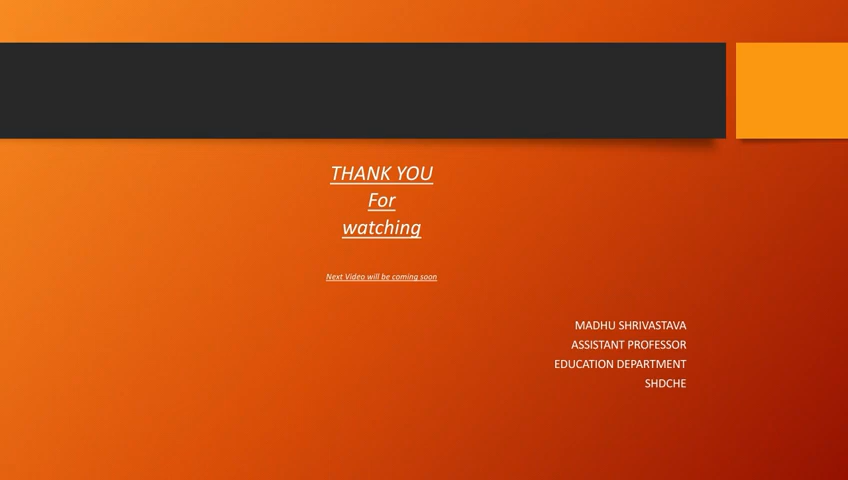 THANK YOU
For
watching
Next Video will be coming soon
MADHU SHRIVASTAVA
ASSISTANT PROFESSOR
EDUCATION DEPARTMENT
SHDCHE